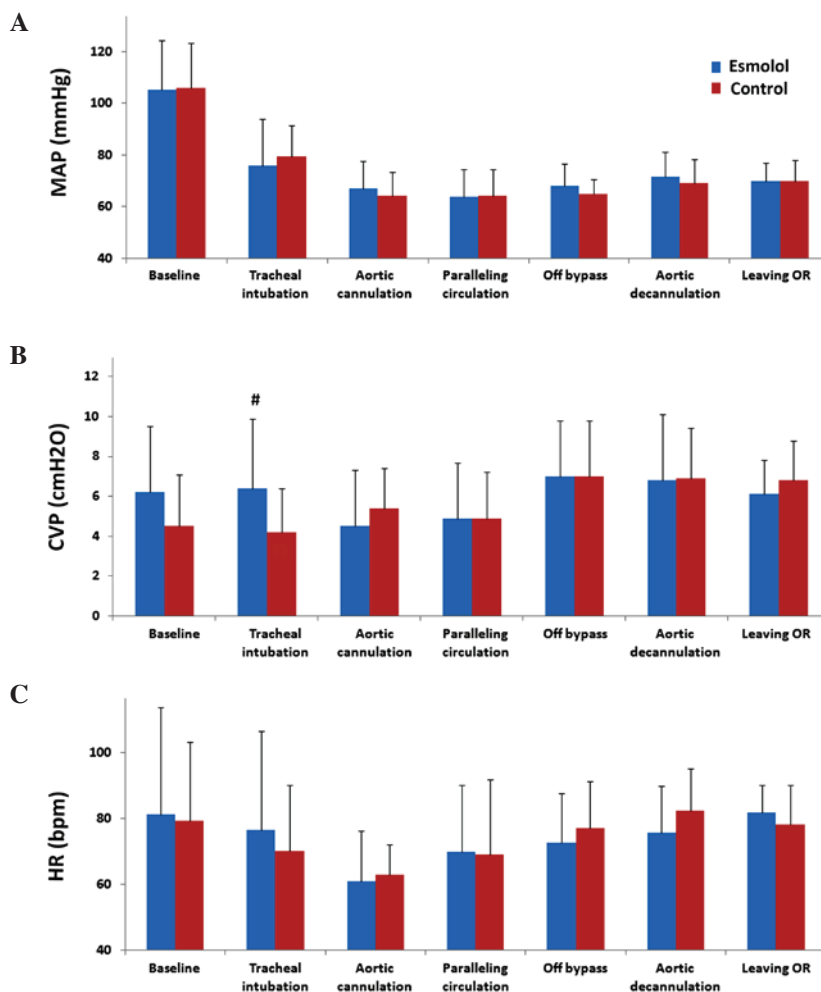 A
MAP (mmHg)
120
100
80
60
40
Esmolol
Control
Baseline
Tracheal
intubation
Aortic
cannulation
Paralleling
circulation
Off bypass
Aortic
decannulation
Leaving OR
B
CVP (cmH2O)
12
10
8
6
4
2
0
#
Baseline
Tracheal
intubation
Aortic
cannulation
Paralleling
circulation
Off bypass
Aortic
decannulation
Leaving OR
C
HR (bpm)
100
80
60
40
Baseline
Tracheal
intubation
Aortic
cannulation
Paralleling
circulation
Off bypass
Aortic
decannulation
Leaving OR